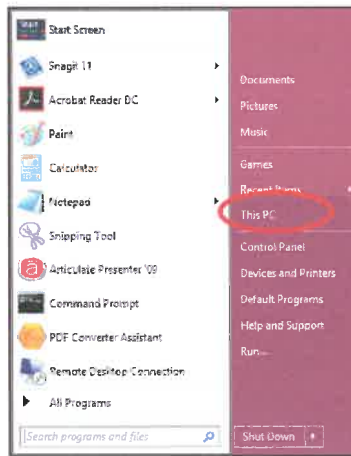 Start Screen
Snagit 11
Acrobat Reader DC
Paint
Calculator
Notepad
Snipping Tool
Articulate Presenter '09
Command Prompt
PDF Converter Assistant
Remote Desktop Connection
All Programs
Search programs and files
Documents
Pictures
Music
Games
Recent Items
This PC
Control Panel
Devices and Printers
Default Programs
Help and Support
Run...
Shut Down